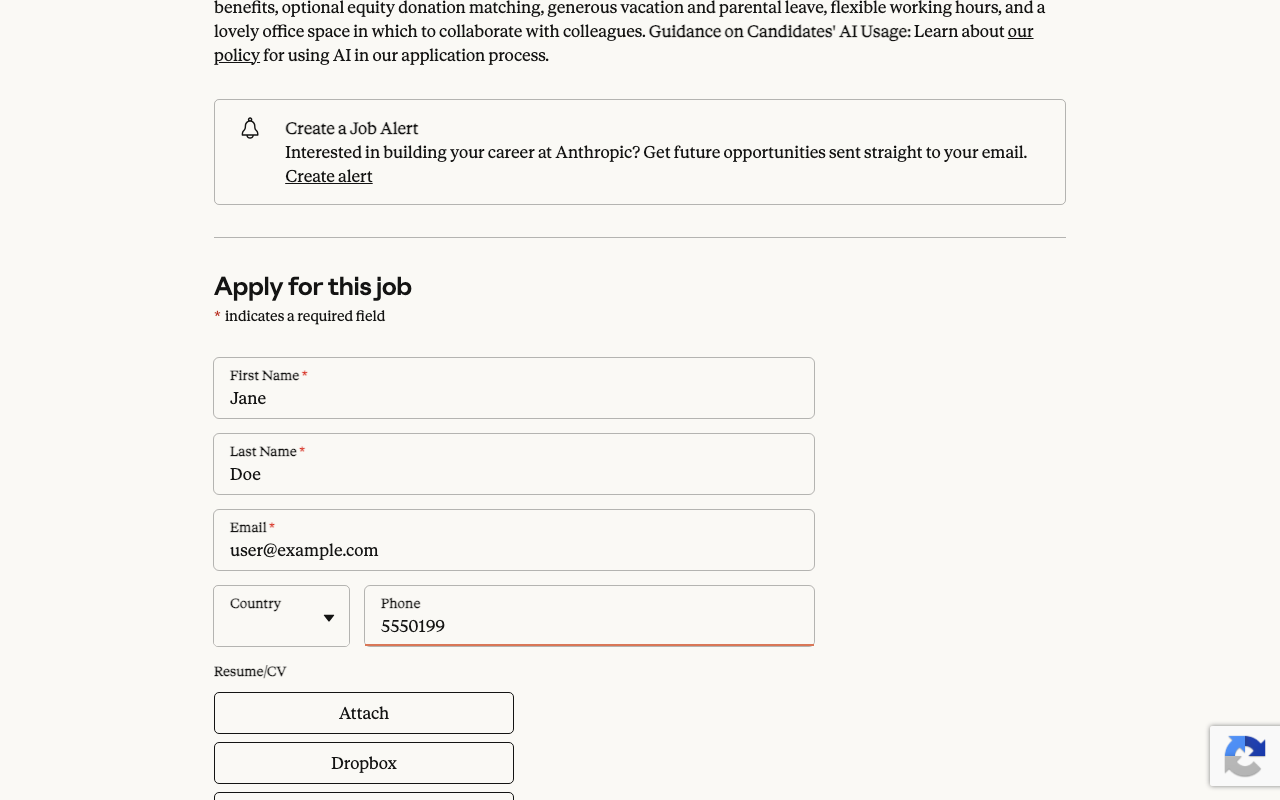 benefits, optional equity donation matching, generous vacation and parental leave, flexible working hours, and a
lovely office space in which to collaborate with colleagues. Guidance on Candidates' AI Usage: Learn about our
policy for using AI in our application process.
Create a Job Alert
Interested in building your career at Anthropic? Get future opportunities sent straight to your email.
Create alert
Apply for this job
* indicates a required field
First Name *
Jane
Last Name *
Doe
Email *
user@example.com
Country
Phone
5550199
Resume/CV
Attach
Dropbox